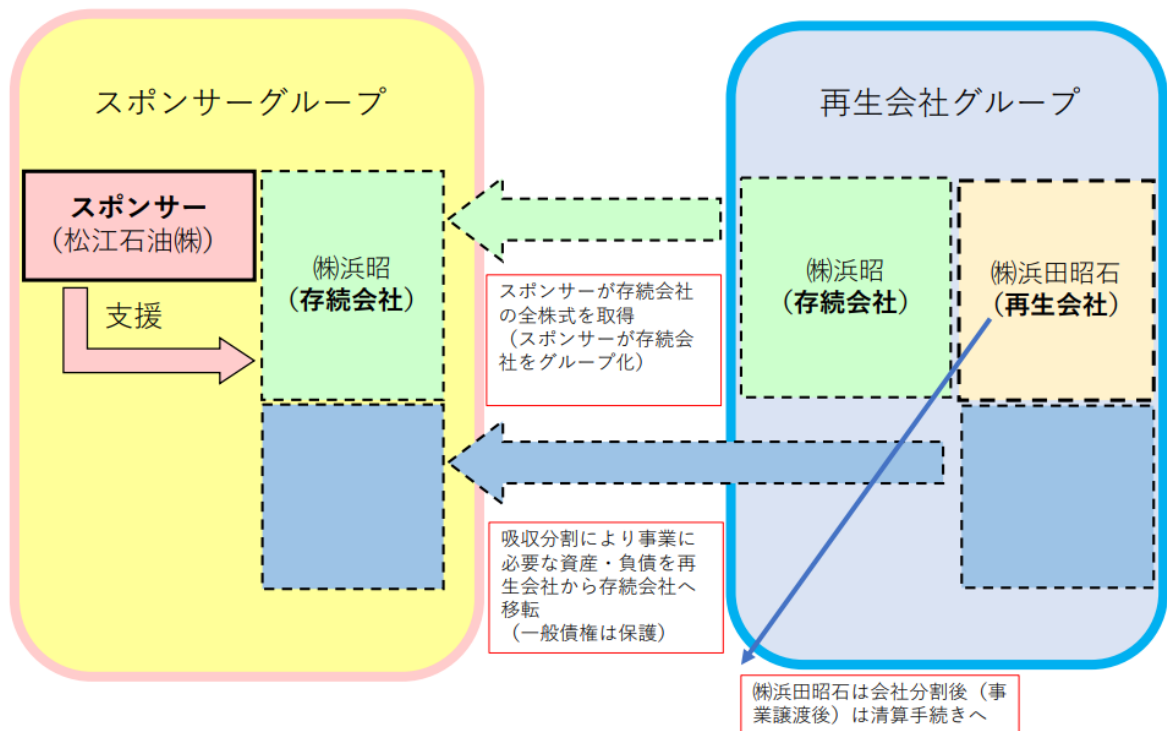 スポンサーグループ
スポンサー
（松江石油㈱）
支援
㈱浜昭
（存続会社）
スポンサーが存続会社
の全株式を取得
（スポンサーが存続会
社をグループ化）
吸収分割により事業に
必要な資産・負債を再
生会社から存続会社へ
移転
（一般債権は保護）
再生会社グループ
㈱浜昭
（存続会社）
㈱浜田昭石
（再生会社）
㈱浜田昭石は会社分割後（事
業譲渡後）は清算手続きへ